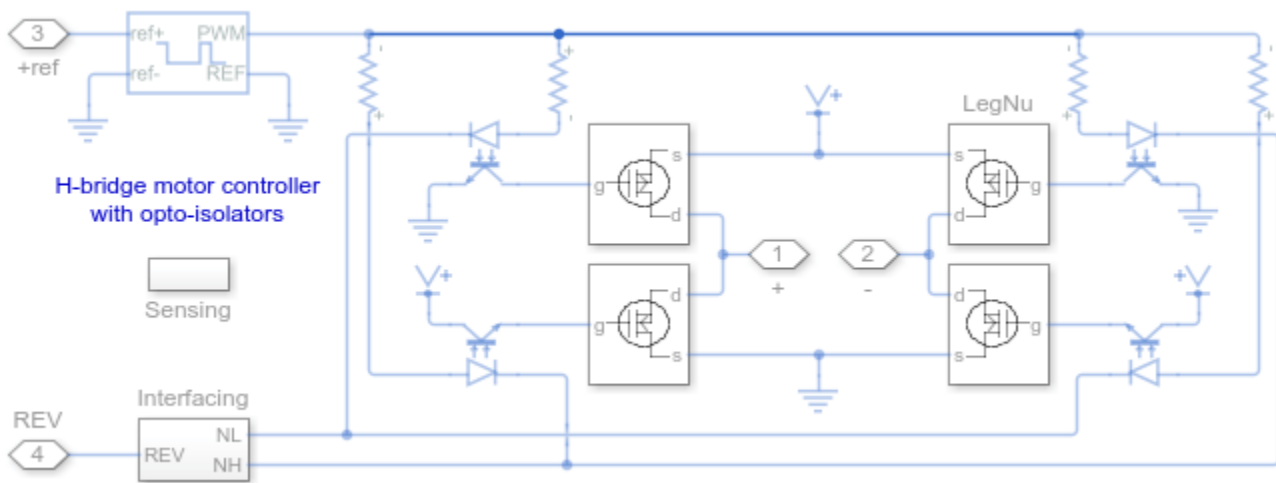 3
+ref
ref+ PWM
ref- REF
- + - -
+ - + +
V+
LegNu
s s
g g
d d
H-bridge motor controller
with opto-isolators
1
+
2
-
Sensing
V+
V+
d d
g g
s s
Interfacing
REV
4
REV
NL
NH